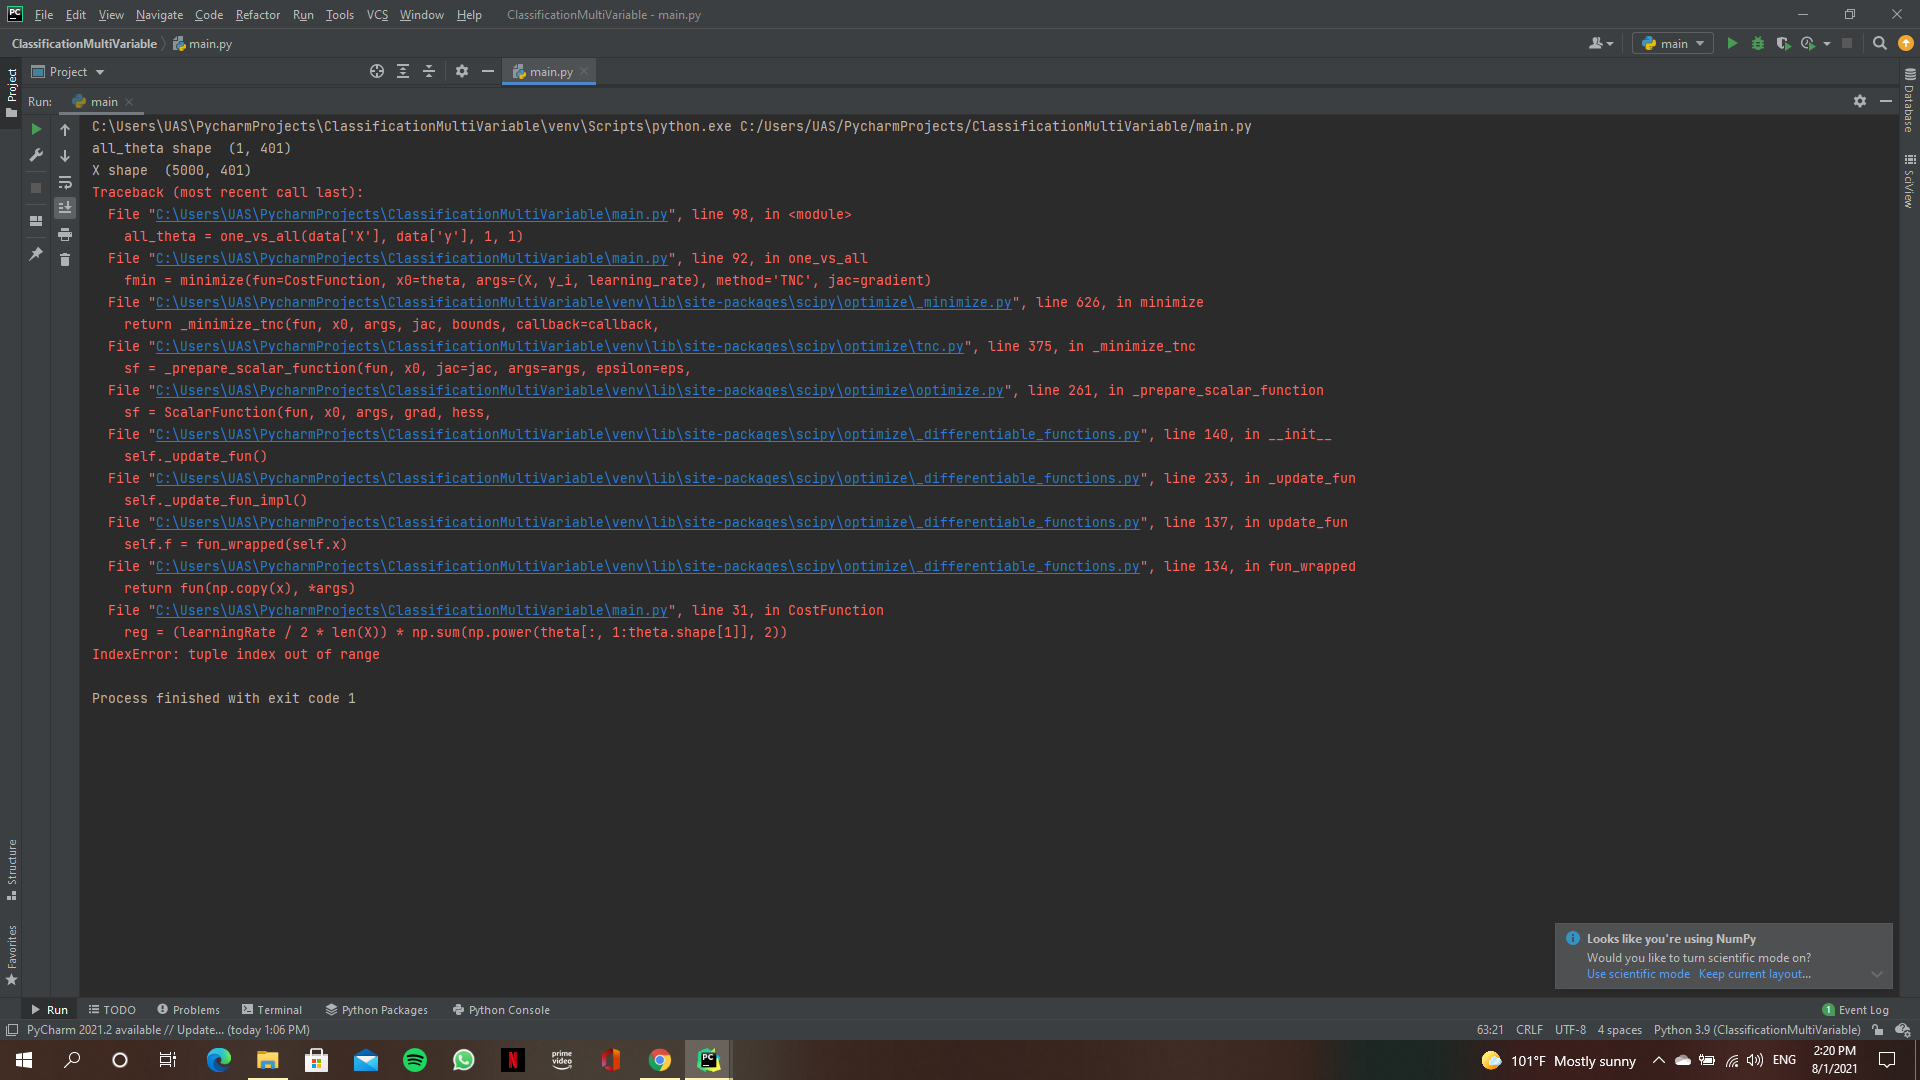 PC File Edit View Navigate Code Refactor Run Tools VCS Window Help ClassificationMultiVariable - main.py
ClassificationMultiVariable main.py main
Project main.py
Run: main
C:\Users\UAS\PycharmProjects\ClassificationMultiVariable\venv\Scripts\python.exe C:/Users/UAS/PycharmProjects/ClassificationMultiVariable/main.py
all_theta shape  (1, 401)
X shape  (5000, 401)
Traceback (most recent call last):
  File "C:\Users\UAS\PycharmProjects\ClassificationMultiVariable\main.py", line 98, in <module>
    all_theta = one_vs_all(data['X'], data['y'], 1, 1)
  File "C:\Users\UAS\PycharmProjects\ClassificationMultiVariable\main.py", line 92, in one_vs_all
    fmin = minimize(fun=CostFunction, x0=theta, args=(X, y_i, learning_rate), method='TNC', jac=gradient)
  File "C:\Users\UAS\PycharmProjects\ClassificationMultiVariable\venv\lib\site-packages\scipy\optimize\_minimize.py", line 626, in minimize
    return _minimize_tnc(fun, x0, args, jac, bounds, callback=callback,
  File "C:\Users\UAS\PycharmProjects\ClassificationMultiVariable\venv\lib\site-packages\scipy\optimize\tnc.py", line 375, in _minimize_tnc
    sf = _prepare_scalar_function(fun, x0, jac=jac, args=args, epsilon=eps,
  File "C:\Users\UAS\PycharmProjects\ClassificationMultiVariable\venv\lib\site-packages\scipy\optimize\optimize.py", line 261, in _prepare_scalar_function
    sf = ScalarFunction(fun, x0, args, grad, hess,
  File "C:\Users\UAS\PycharmProjects\ClassificationMultiVariable\venv\lib\site-packages\scipy\optimize\_differentiable_functions.py", line 140, in __init__
    self._update_fun()
  File "C:\Users\UAS\PycharmProjects\ClassificationMultiVariable\venv\lib\site-packages\scipy\optimize\_differentiable_functions.py", line 233, in _update_fun
    self._update_fun_impl()
  File "C:\Users\UAS\PycharmProjects\ClassificationMultiVariable\venv\lib\site-packages\scipy\optimize\_differentiable_functions.py", line 137, in update_fun
    self.f = fun_wrapped(self.x)
  File "C:\Users\UAS\PycharmProjects\ClassificationMultiVariable\venv\lib\site-packages\scipy\optimize\_differentiable_functions.py", line 134, in fun_wrapped
    return fun(np.copy(x), *args)
  File "C:\Users\UAS\PycharmProjects\ClassificationMultiVariable\main.py", line 31, in CostFunction
    reg = (learningRate / 2 * len(X)) * np.sum(np.power(theta[:, 1:theta.shape[1]], 2))
IndexError: tuple index out of range
Process finished with exit code 1
Project
Structure
Favorites
Database
SciView
Looks like you're using NumPy
Would you like to turn scientific mode on?
Use scientific mode Keep current layout...
Run TODO Problems Terminal Python Packages Python Console 1 Event Log
PyCharm 2021.2 available // Update... (today 1:06 PM) 63:21 CRLF UTF-8 4 spaces Python 3.9 (ClassificationMultiVariable)
N prime video PC 101°F Mostly sunny ENG 2:20 PM
8/1/2021